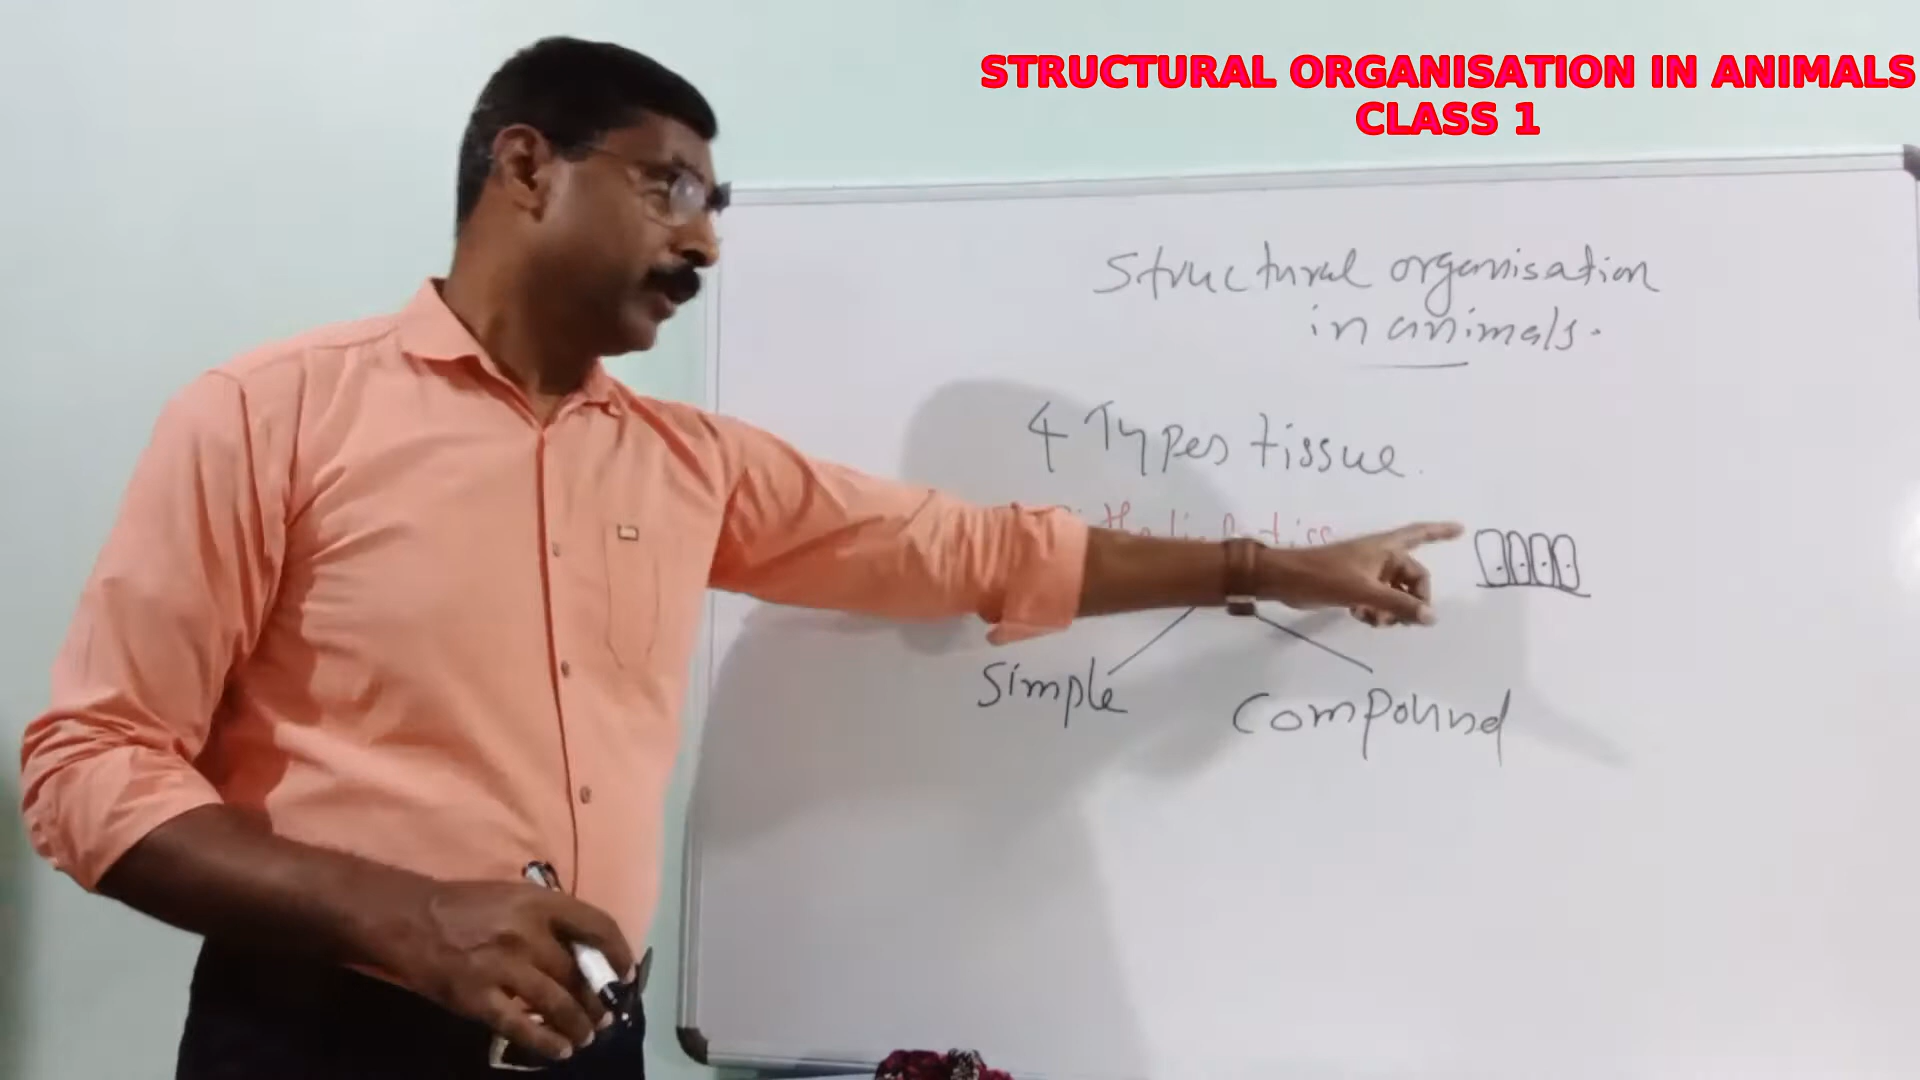 STRUCTURAL ORGANISATION IN ANIMALS
CLASS 1
Structural organisation
in animals.
4 Types tissue.
Simple
Compound